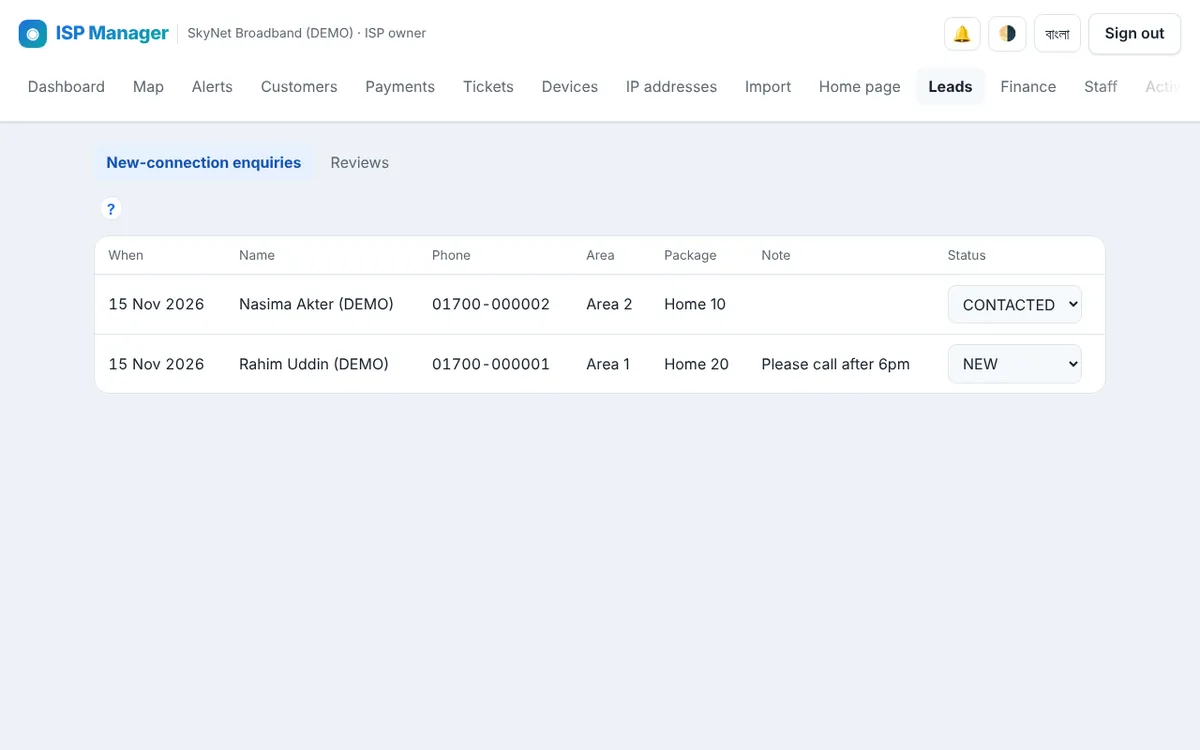 ISP Manager SkyNet Broadband (DEMO) · ISP owner বাংলা Sign out
Dashboard Map Alerts Customers Payments Tickets Devices IP addresses Import Home page Leads Finance Staff
New-connection enquiries Reviews
?
When Name Phone Area Package Note Status
15 Nov 2026 Nasima Akter (DEMO) 01700-000002 Area 2 Home 10 CONTACTED
15 Nov 2026 Rahim Uddin (DEMO) 01700-000001 Area 1 Home 20 Please call after 6pm NEW